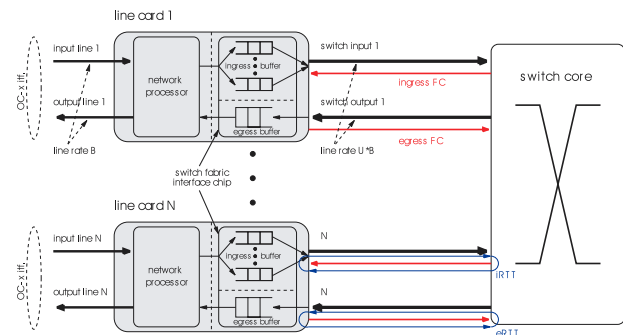 line card 1
input line 1
output line 1
OC-x itf.
line rate B
network
processor
ingress buffer
egress buffer
switch input 1
ingress FC
switch output 1
egress FC
line rate U*B
switch core
switch fabric
interface chip
line card N
input line N
output line N
OC-x itf.
network
processor
ingress buffer
egress buffer
N
iRTT
N
eRTT